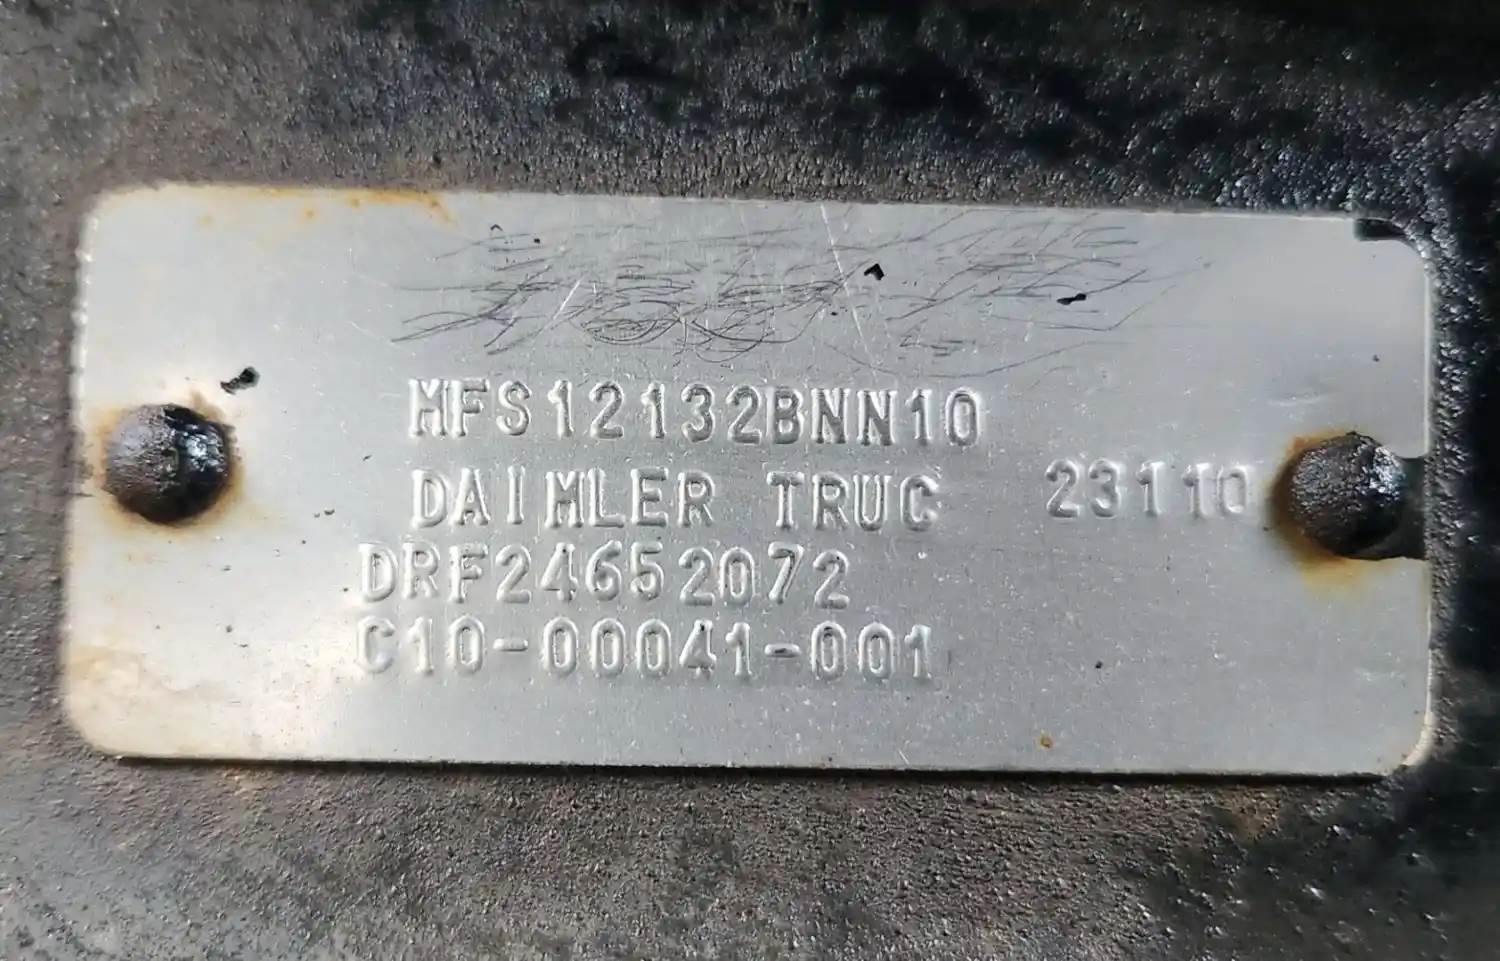 MFS12132BNN10
DAIMLER TRUC 23110
DRF24652072
C10-00041-001